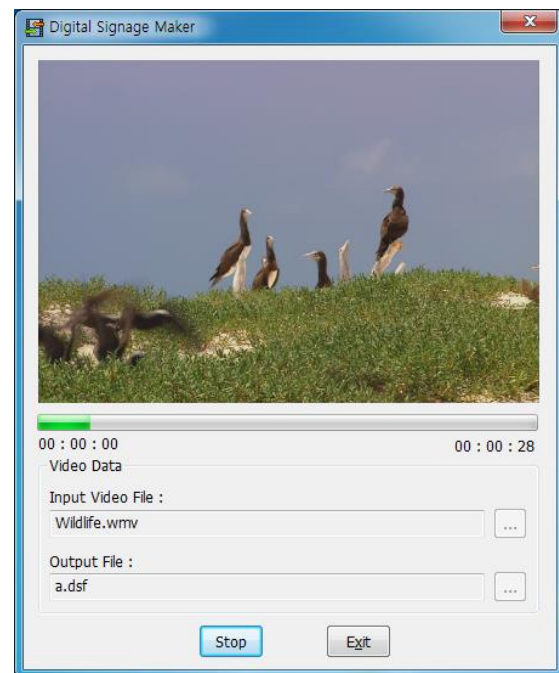 Digital Signage Maker
00 : 00 : 00
00 : 00 : 28
Video Data
Input Video File :
Wildlife.wmv
...
Output File :
a.dsf
...
Stop
Exit